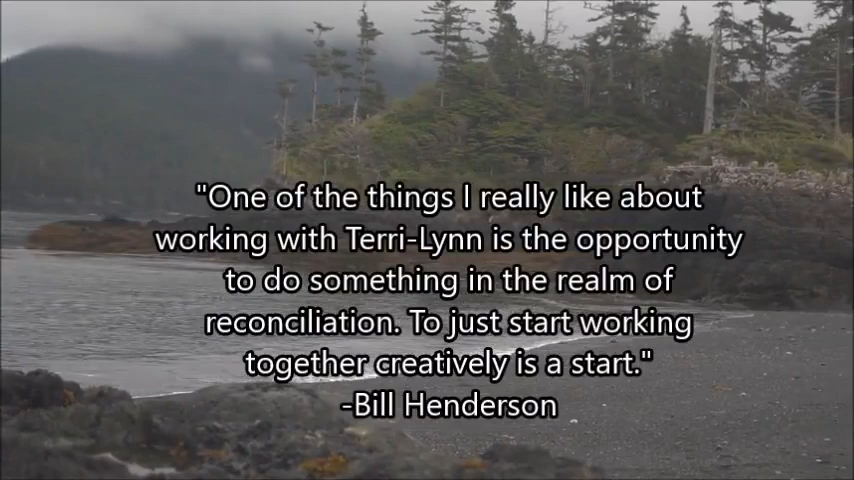 "One of the things I really like about
working with Terri-Lynn is the opportunity
to do something in the realm of
reconciliation. To just start working
together creatively is a start."
-Bill Henderson